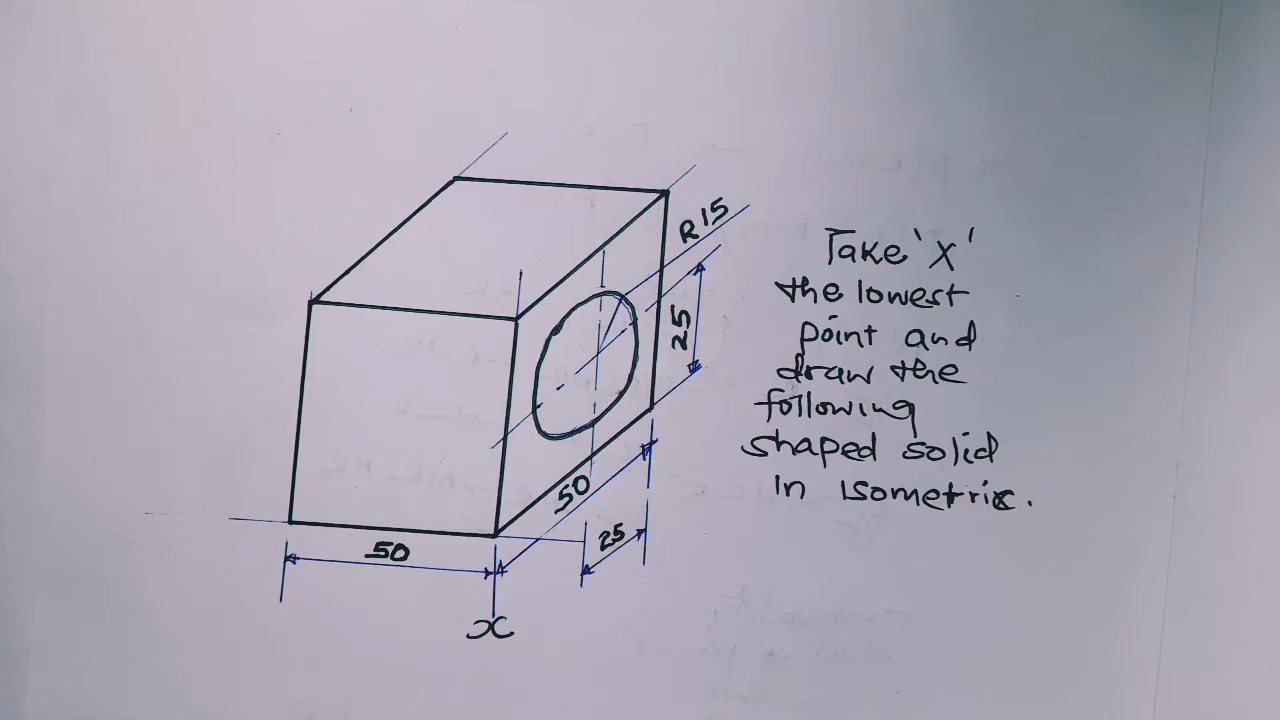 R15
25
50
25
50
x
Take 'X'
the lowest
point and
draw the
following
shaped solid
in Isometric.